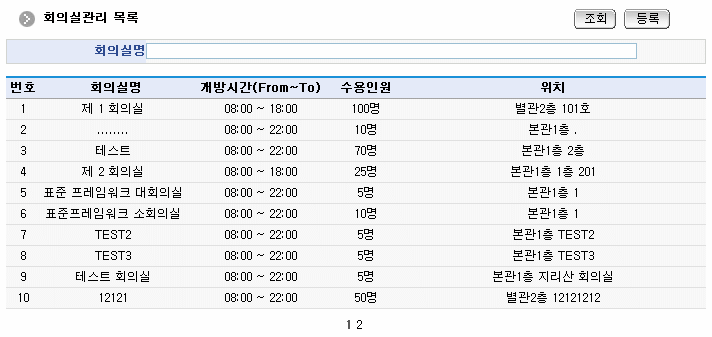 회의실관리 목록 조회 등록
회의실명
번호 회의실명 개방시간(From~To) 수용인원 위치
1 제 1 회의실 08:00 ~ 18:00 100명 별관2층 101호
2 ........ 08:00 ~ 22:00 10명 본관1층 .
3 테스트 08:00 ~ 22:00 70명 본관1층 2층
4 제 2 회의실 08:00 ~ 18:00 25명 본관1층 1층 201
5 표준 프레임워크 대회의실 08:00 ~ 22:00 5명 본관1층 1
6 표준프레임워크 소회의실 08:00 ~ 22:00 10명 본관1층 1
7 TEST2 08:00 ~ 22:00 5명 본관1층 TEST2
8 TEST3 08:00 ~ 22:00 5명 본관1층 TEST3
9 테스트 회의실 08:00 ~ 22:00 5명 본관1층 지리산 회의실
10 12121 08:00 ~ 22:00 50명 별관2층 12121212
1 2